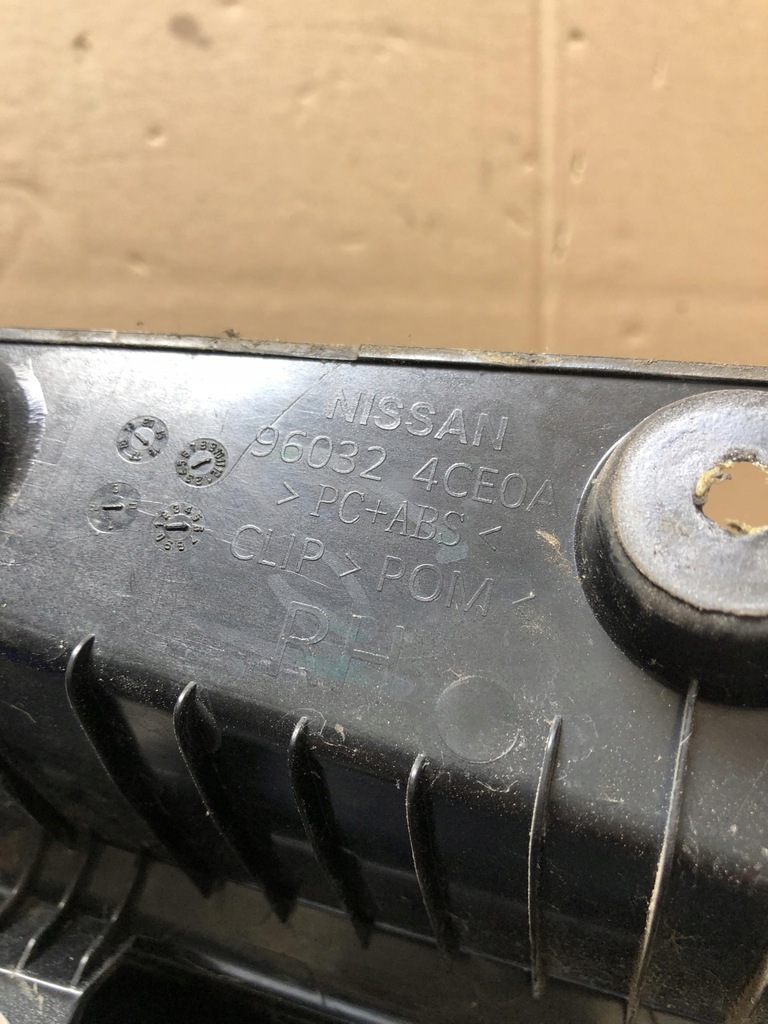 NISSAN
96032 4CE0A
> PC+ABS <
CLIP > POM <
RH